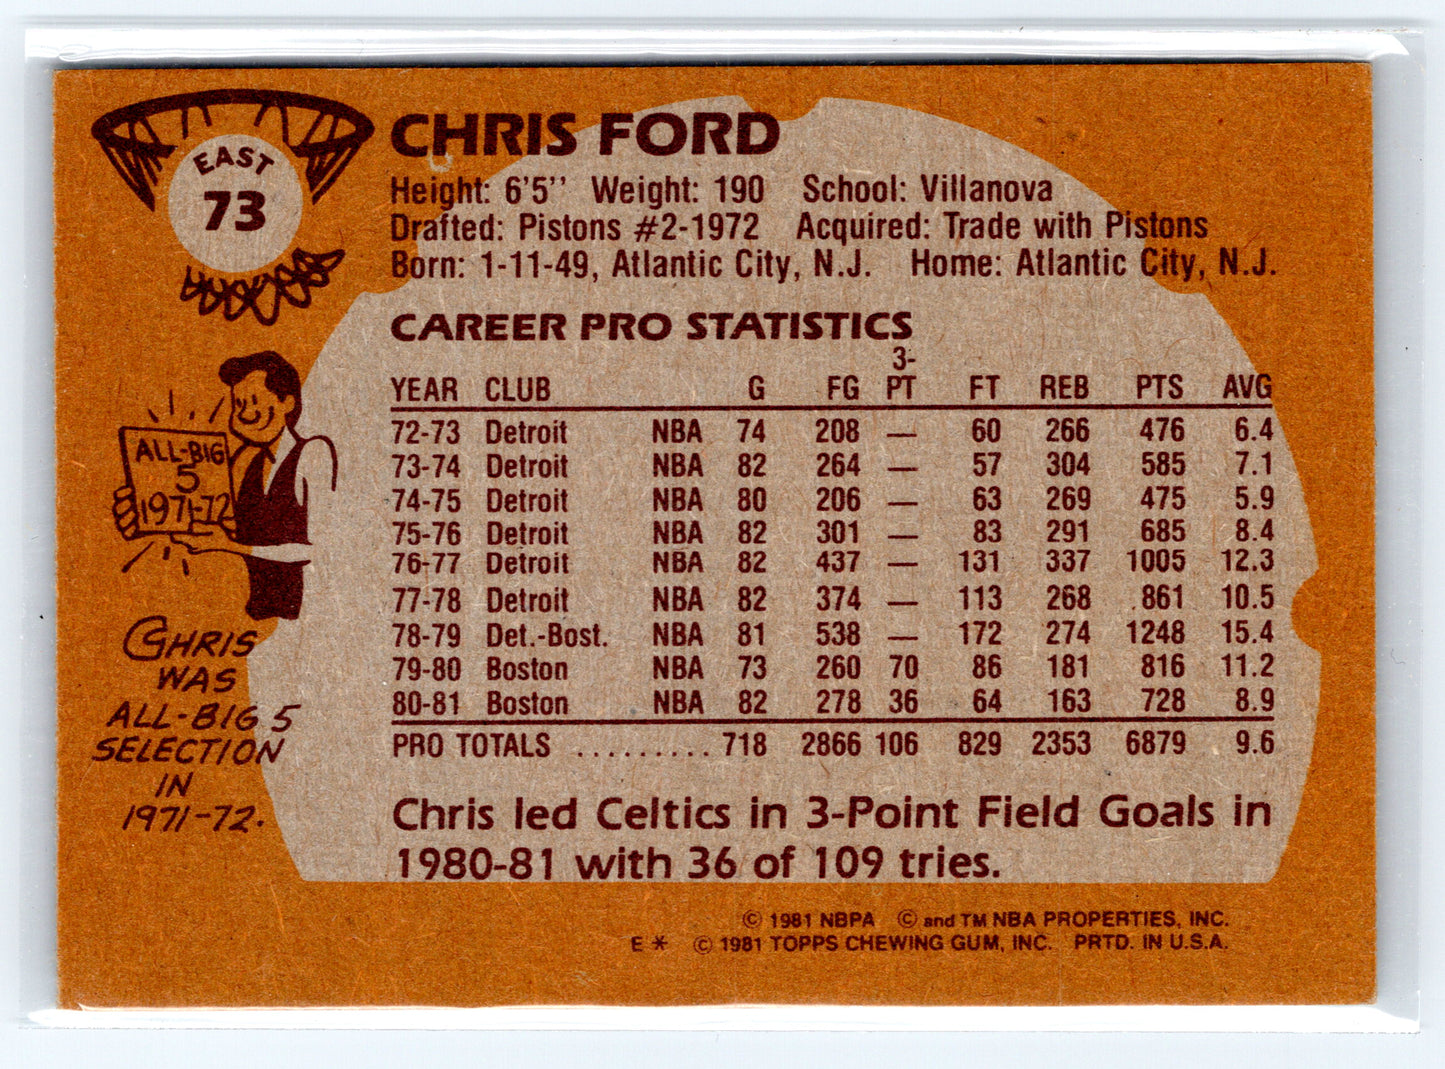 EAST
73
CHRIS FORD
Height: 6'5'' Weight: 190 School: Villanova
Drafted: Pistons #2-1972 Acquired: Trade with Pistons
Born: 1-11-49, Atlantic City, N.J. Home: Atlantic City, N.J.
CAREER PRO STATISTICS
3-
YEAR CLUB G FG PT FT REB PTS AVG
72-73 Detroit NBA 74 208 — 60 266 476 6.4
73-74 Detroit NBA 82 264 — 57 304 585 7.1
74-75 Detroit NBA 80 206 — 63 269 475 5.9
75-76 Detroit NBA 82 301 — 83 291 685 8.4
76-77 Detroit NBA 82 437 — 131 337 1005 12.3
77-78 Detroit NBA 82 374 — 113 268 861 10.5
78-79 Det.-Bost. NBA 81 538 — 172 274 1248 15.4
79-80 Boston NBA 73 260 70 86 181 816 11.2
80-81 Boston NBA 82 278 36 64 163 728 8.9
PRO TOTALS ......... 718 2866 106 829 2353 6879 9.6
Chris led Celtics in 3-Point Field Goals in
1980-81 with 36 of 109 tries.
ALL-BIG
5
1971-72
CHRIS
WAS
ALL-BIG 5
SELECTION
IN
1971-72.
© 1981 NBPA © and TM NBA PROPERTIES, INC.
E * © 1981 TOPPS CHEWING GUM, INC. PRTD. IN U.S.A.